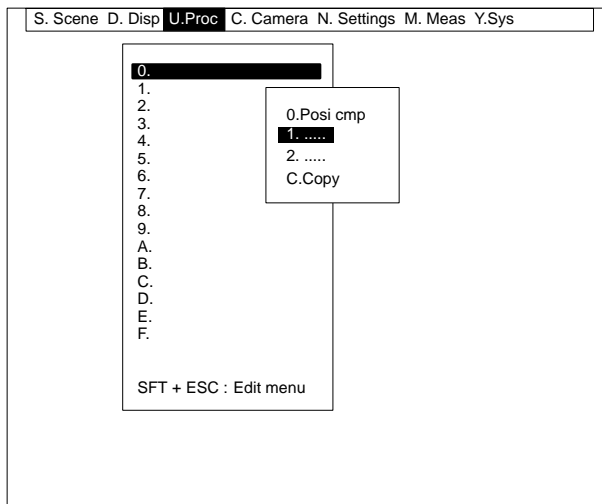 S. Scene D. Disp U.Proc C. Camera N. Settings M. Meas Y.Sys
0.
1.
2.
3.
4.
5.
6.
7.
8.
9.
A.
B.
C.
D.
E.
F.
SFT + ESC : Edit menu
0.Posi cmp
1. .....
2. .....
C.Copy